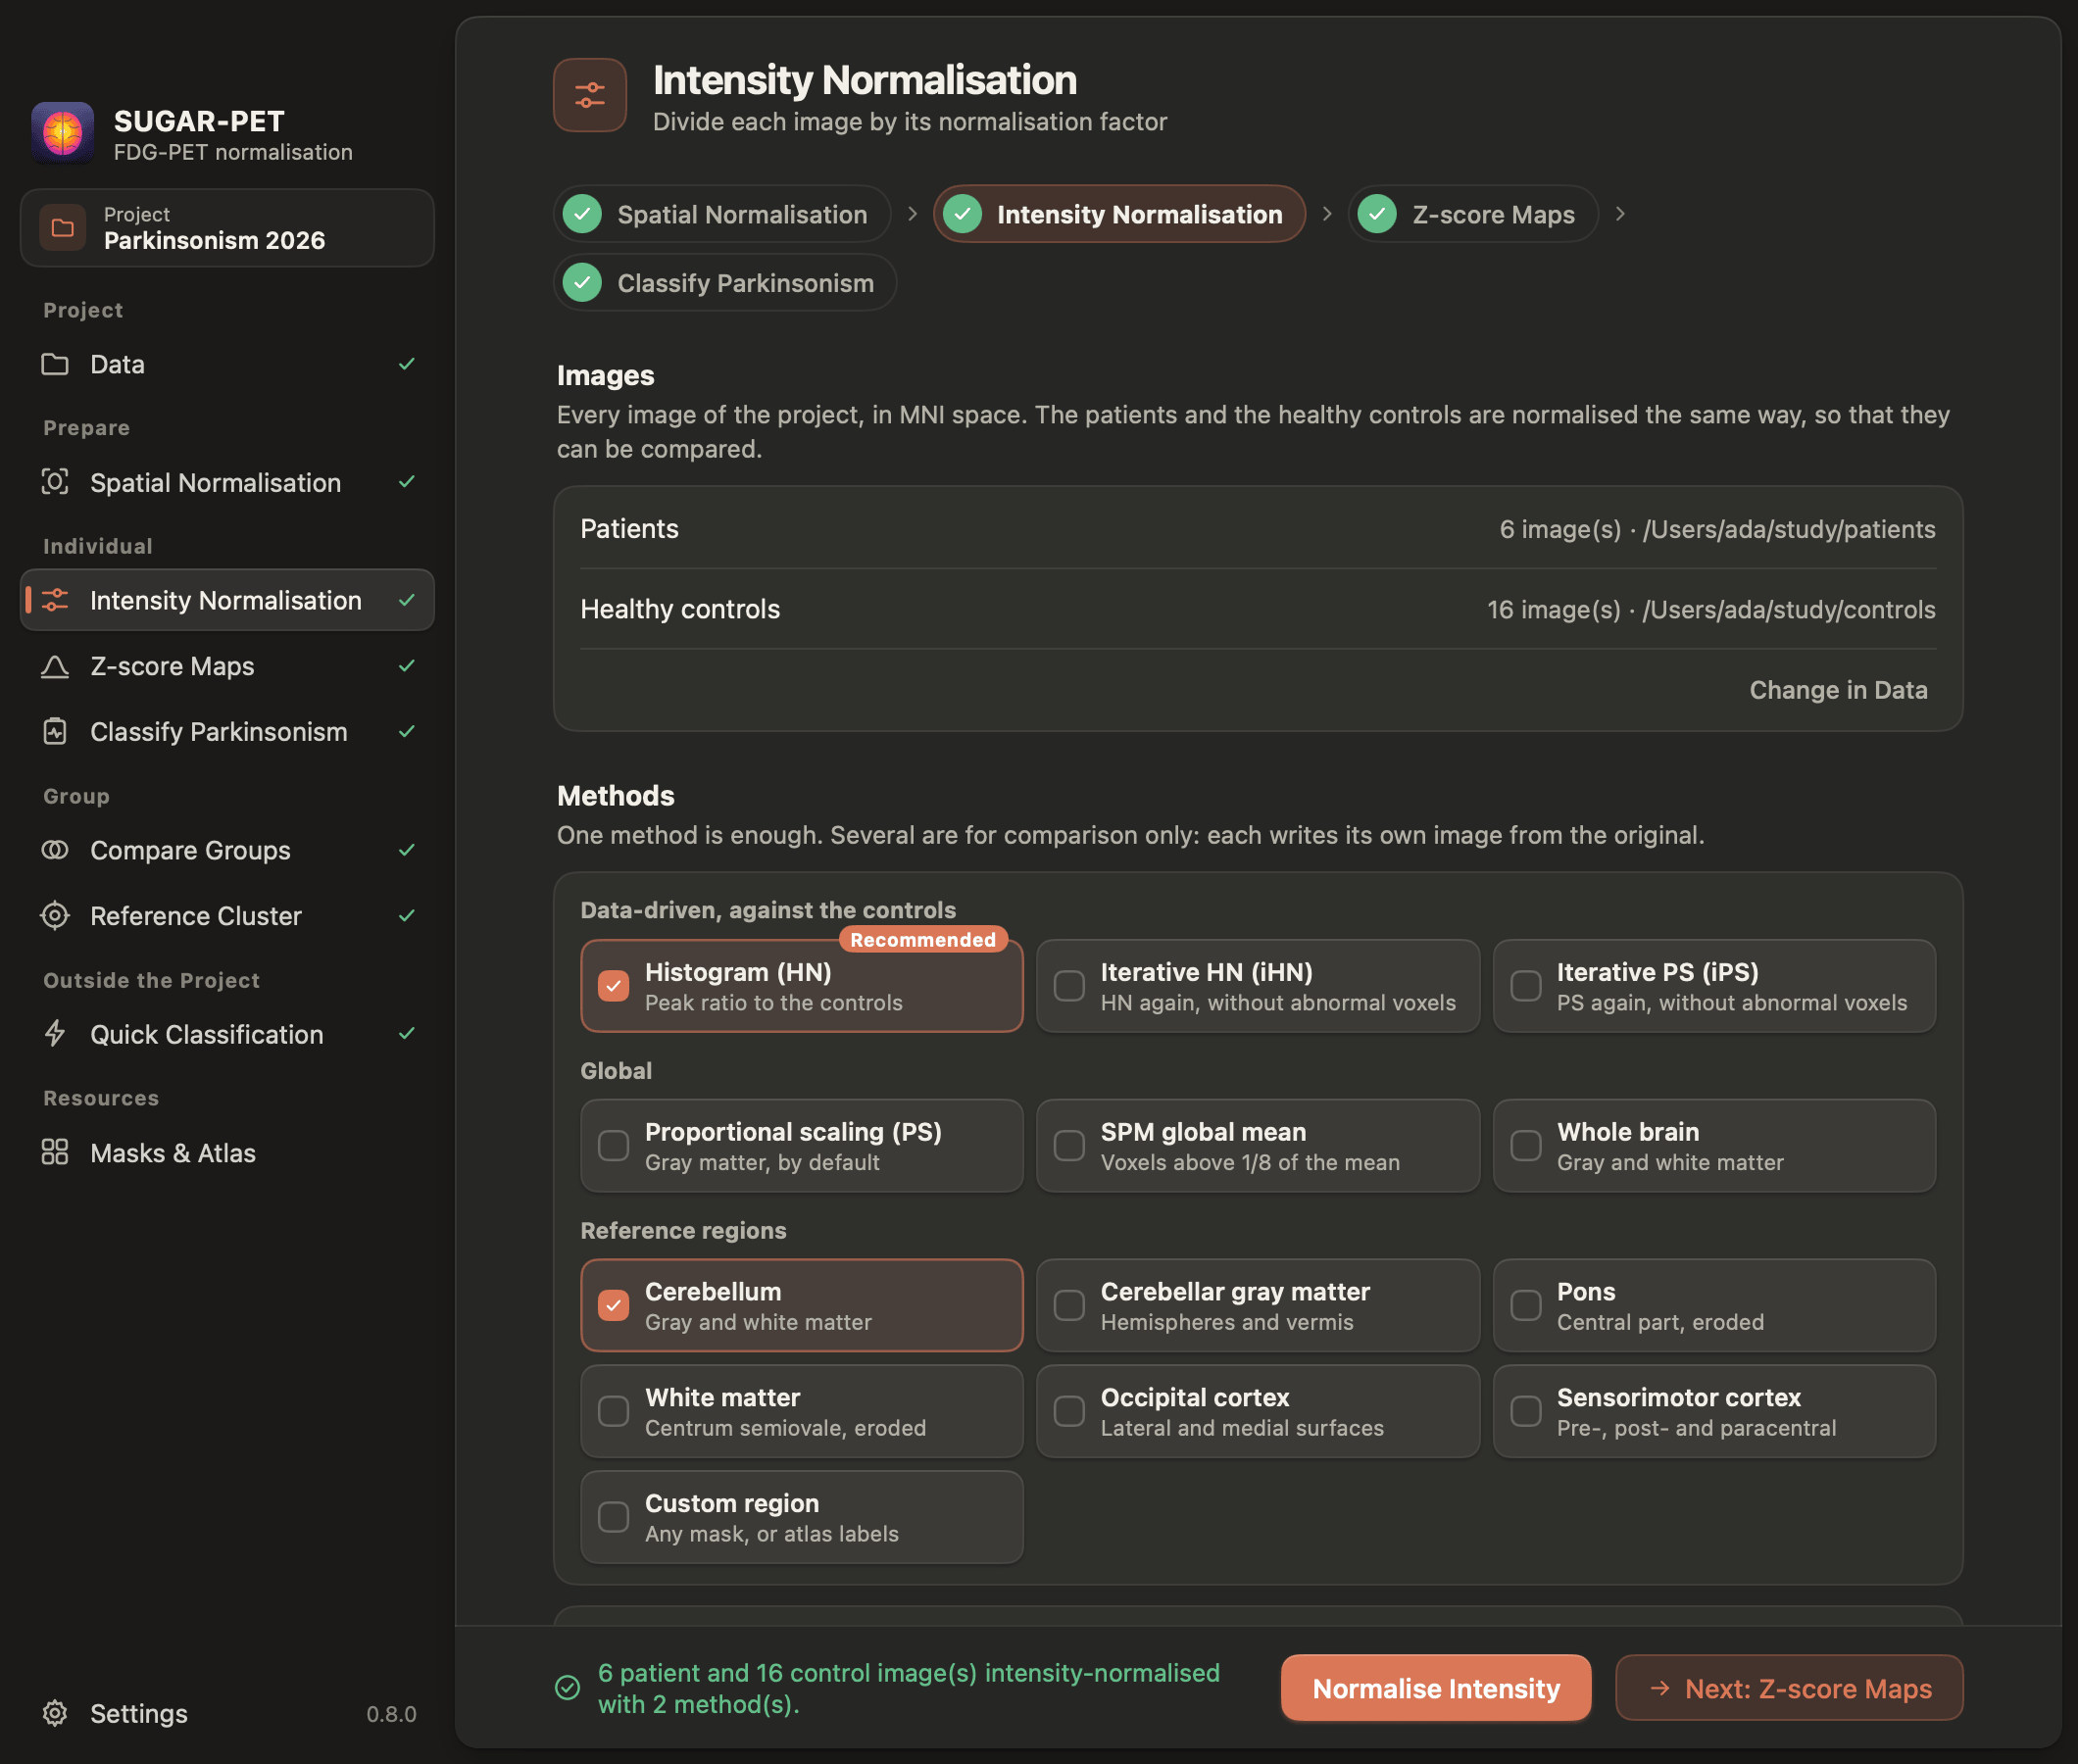 SUGAR-PET
FDG-PET normalisation
Project
Parkinsonism 2026
Project
Data
Prepare
Spatial Normalisation
Individual
Intensity Normalisation
Z-score Maps
Classify Parkinsonism
Group
Compare Groups
Reference Cluster
Outside the Project
Quick Classification
Resources
Masks & Atlas
Settings
0.8.0
Intensity Normalisation
Divide each image by its normalisation factor
Spatial Normalisation
Intensity Normalisation
Z-score Maps
Classify Parkinsonism
Images
Every image of the project, in MNI space. The patients and the healthy controls are normalised the same way, so that they
can be compared.
Patients
6 image(s) · /Users/ada/study/patients
Healthy controls
16 image(s) · /Users/ada/study/controls
Change in Data
Methods
One method is enough. Several are for comparison only: each writes its own image from the original.
Data-driven, against the controls
Recommended
Histogram (HN)
Peak ratio to the controls
Iterative HN (iHN)
HN again, without abnormal voxels
Iterative PS (iPS)
PS again, without abnormal voxels
Global
Proportional scaling (PS)
Gray matter, by default
SPM global mean
Voxels above 1/8 of the mean
Whole brain
Gray and white matter
Reference regions
Cerebellum
Gray and white matter
Cerebellar gray matter
Hemispheres and vermis
Pons
Central part, eroded
White matter
Centrum semiovale, eroded
Occipital cortex
Lateral and medial surfaces
Sensorimotor cortex
Pre-, post- and paracentral
Custom region
Any mask, or atlas labels
6 patient and 16 control image(s) intensity-normalised
with 2 method(s).
Normalise Intensity
→ Next: Z-score Maps